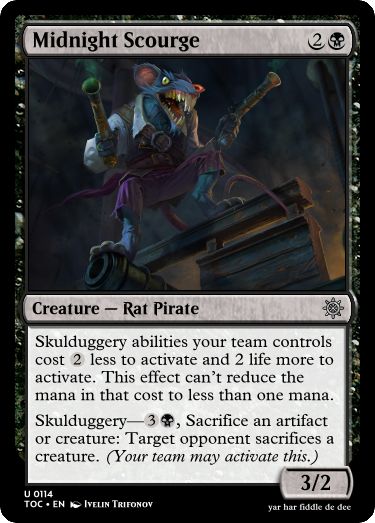 Midnight Scourge 2
Creature — Rat Pirate
Skulduggery abilities your team controls
cost 2 less to activate and 2 life more to
activate. This effect can't reduce the
mana in that cost to less than one mana.
Skulduggery—3, Sacrifice an artifact
or creature: Target opponent sacrifices a
creature. (Your team may activate this.)
3/2
U 0114
TOC • EN Ivelin Trifonov
yar har fiddle de dee